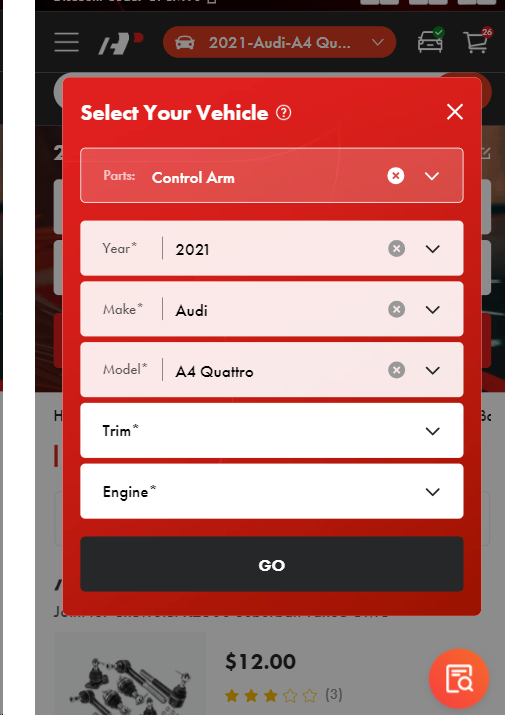 2021-Audi-A4 Qu...
26
Select Your Vehicle ?
Parts: Control Arm
Year* 2021
Make* Audi
Model* A4 Quattro
Trim*
Engine*
GO
$12.00
(3)